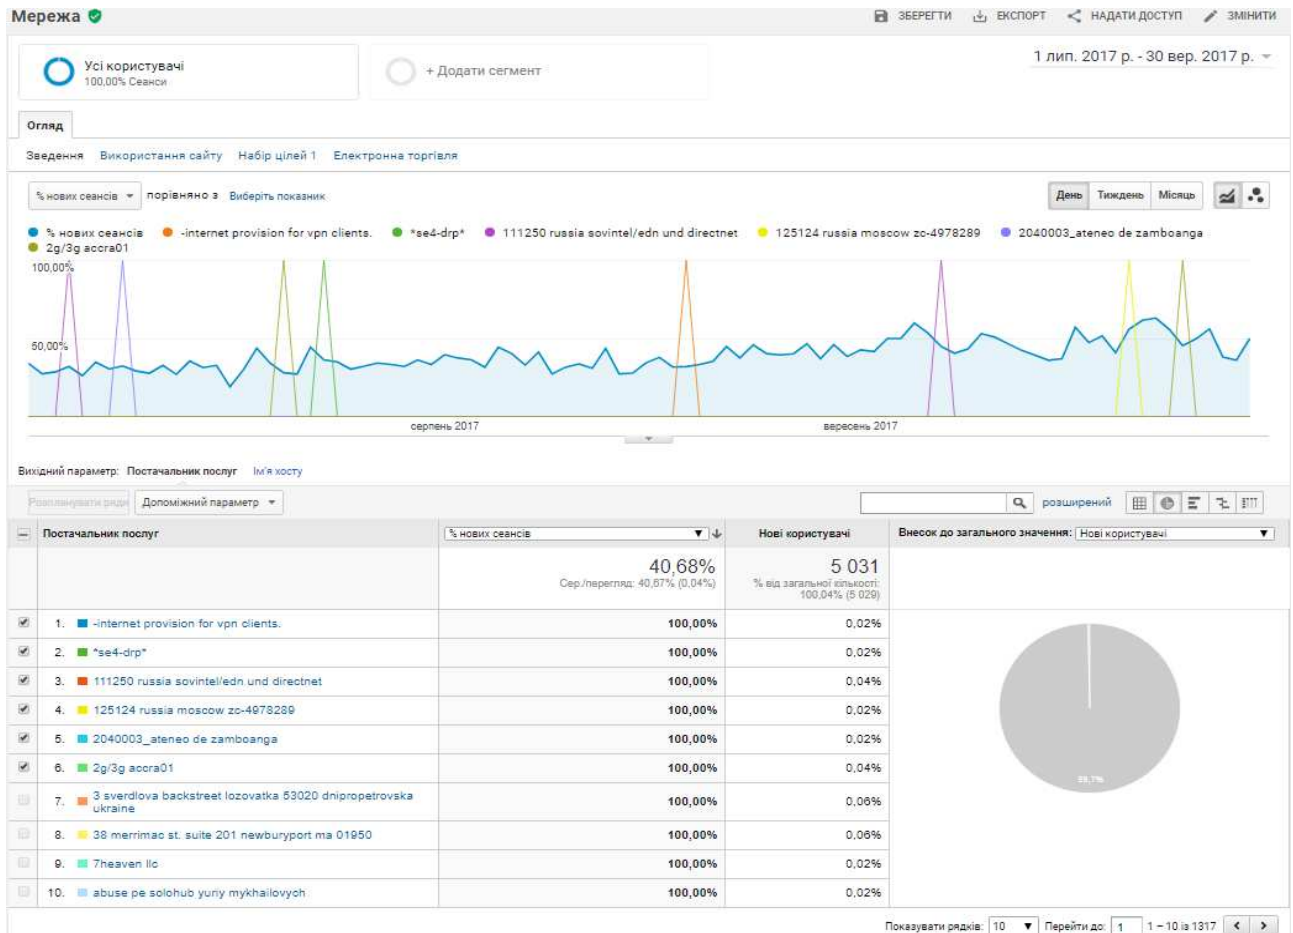 Мережа
ЗБЕРЕГТИ ЕКСПОРТ НАДАТИ ДОСТУП ЗМІНИТИ
Усі користувачі
100,00% Сеанси
+ Додати сегмент
1 лип. 2017 р. - 30 вер. 2017 р.
Огляд
Зведення Використання сайту Набір цілей 1 Електронна торгівля
% нових сеансів порівняно з Виберіть показник
День Тиждень Місяць
% нових сеансів -internet provision for vpn clients. *se4-drp* 111250 russia sovintel/edn und directnet 125124 russia moscow zc-4978289 2040003_ateneo de zamboanga
2g/3g accra01
100,00%
50,00%
серпень 2017 вересень 2017
Вихідний параметр: Постачальник послуг Ім'я хосту
Допоміжний параметр
розширений
Постачальник послуг % нових сеансів Нові користувачі Внесок до загального значення: Нові користувачі
40,68% 5 031
Сер./перегляд: 40,67% (0,04%) % від загальної кількості:
100,04% (5 029)
1. -internet provision for vpn clients. 100,00% 0,02%
2. *se4-drp* 100,00% 0,02%
3. 111250 russia sovintel/edn und directnet 100,00% 0,04%
4. 125124 russia moscow zc-4978289 100,00% 0,02%
5. 2040003_ateneo de zamboanga 100,00% 0,02%
6. 2g/3g accra01 100,00% 0,04%
7. 3 sverdlova backstreet lozovatka 53020 dnipropetrovska
ukraine 100,00% 0,06%
8. 38 merrimac st. suite 201 newburyport ma 01950 100,00% 0,06%
9. 7heaven llc 100,00% 0,02%
10. abuse pe solohub yuriy mykhailovych 100,00% 0,02%
99,7%
Показувати рядків: 10 Перейти до: 1 1 – 10 із 1317